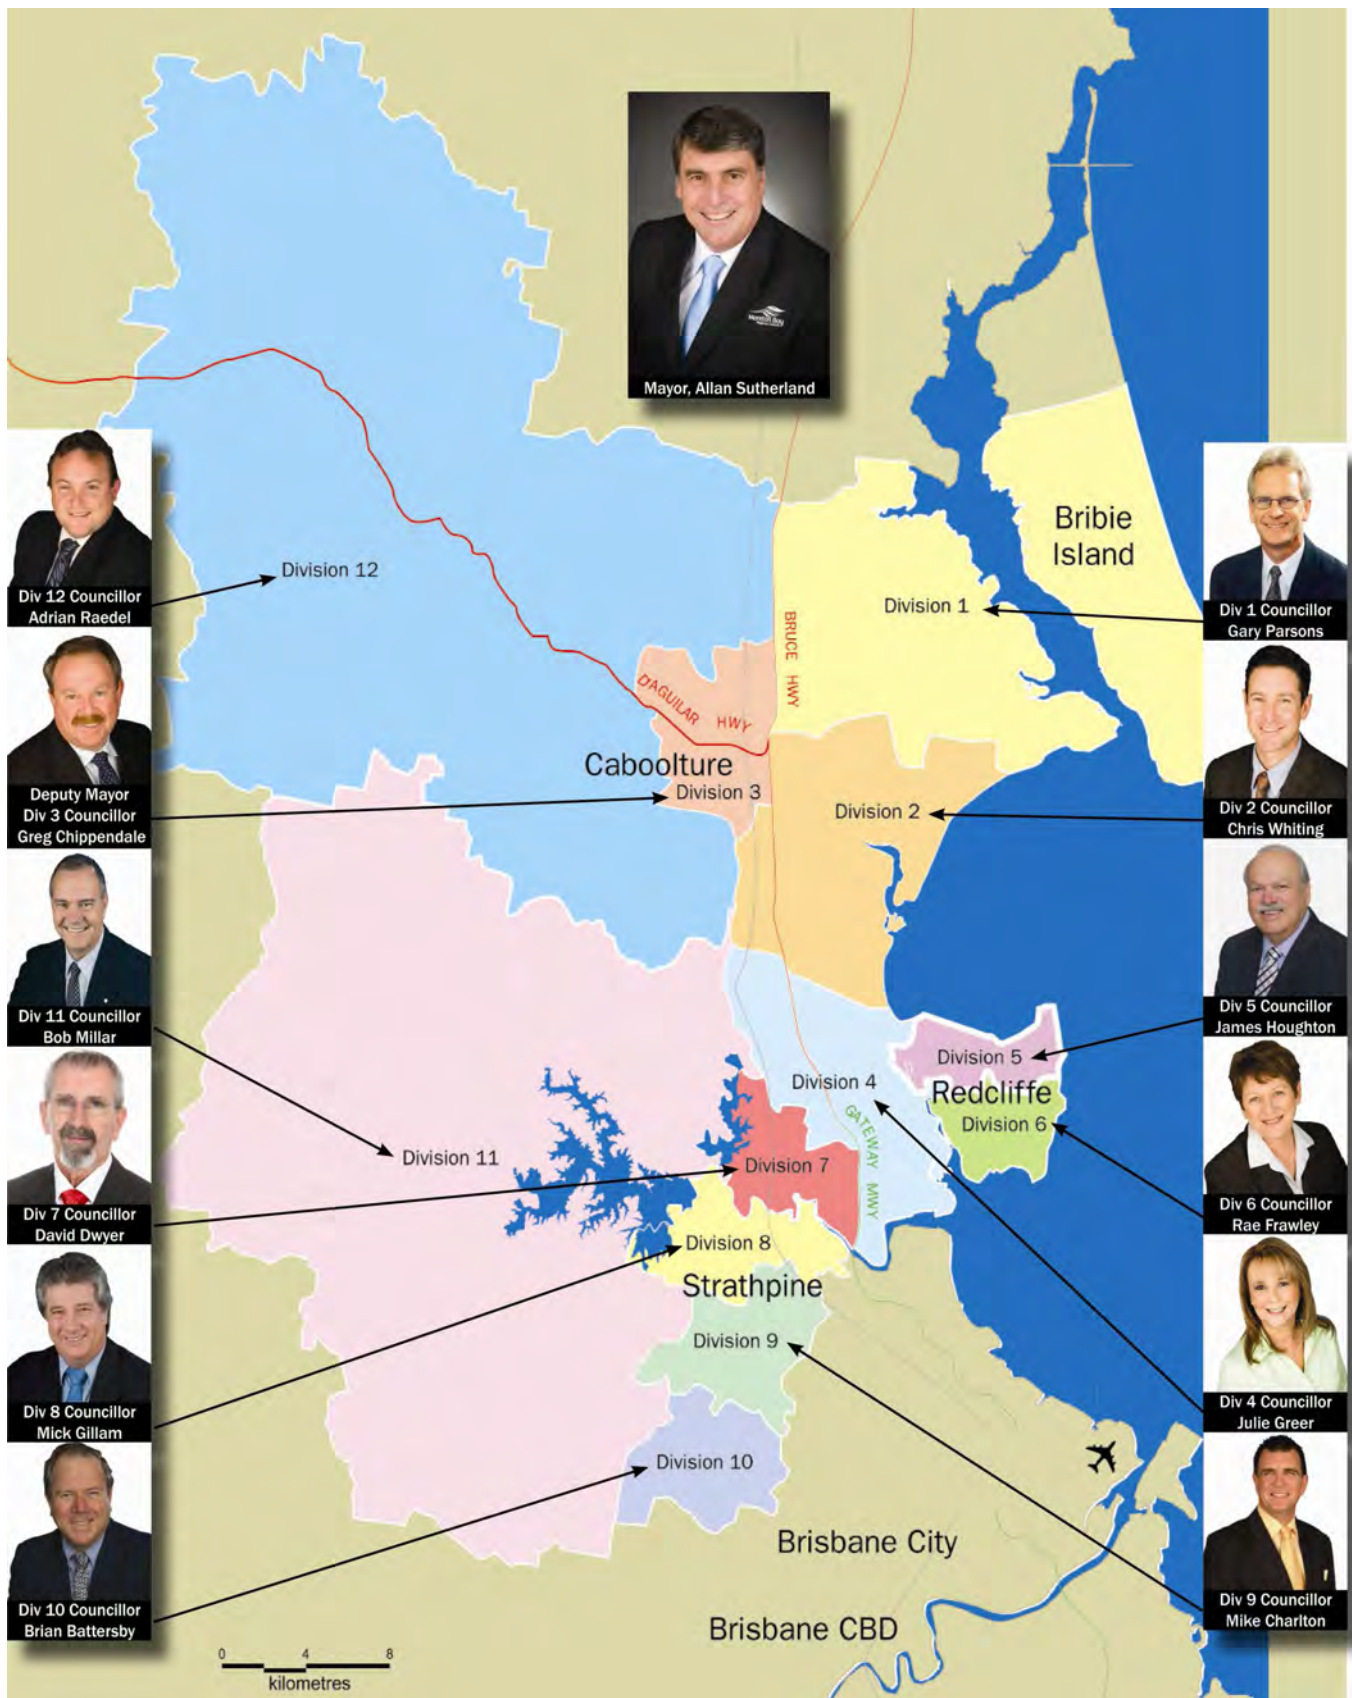 Moreton Bay
Mayor, Allan Sutherland
Div 12 Councillor
Adrian Raedel
Deputy Mayor
Div 3 Councillor
Greg Chippendale
Div 11 Councillor
Bob Millar
Div 7 Councillor
David Dwyer
Div 8 Councillor
Mick Gillam
Div 10 Councillor
Brian Battersby
Division 12
Bribie
Island
Division 1
BRUCE HWY
D'AGUILAR HWY
Caboolture
Division 3
Division 2
Division 5
Redcliffe
Division 6
Division 4
GATEWAY MWY
Division 11
Division 7
Division 8
Strathpine
Division 9
Division 10
Brisbane City
Brisbane CBD
0 4 8
kilometres
Div 1 Councillor
Gary Parsons
Div 2 Councillor
Chris Whiting
Div 5 Councillor
James Houghton
Div 6 Councillor
Rae Frawley
Div 4 Councillor
Julie Greer
Div 9 Councillor
Mike Charlton